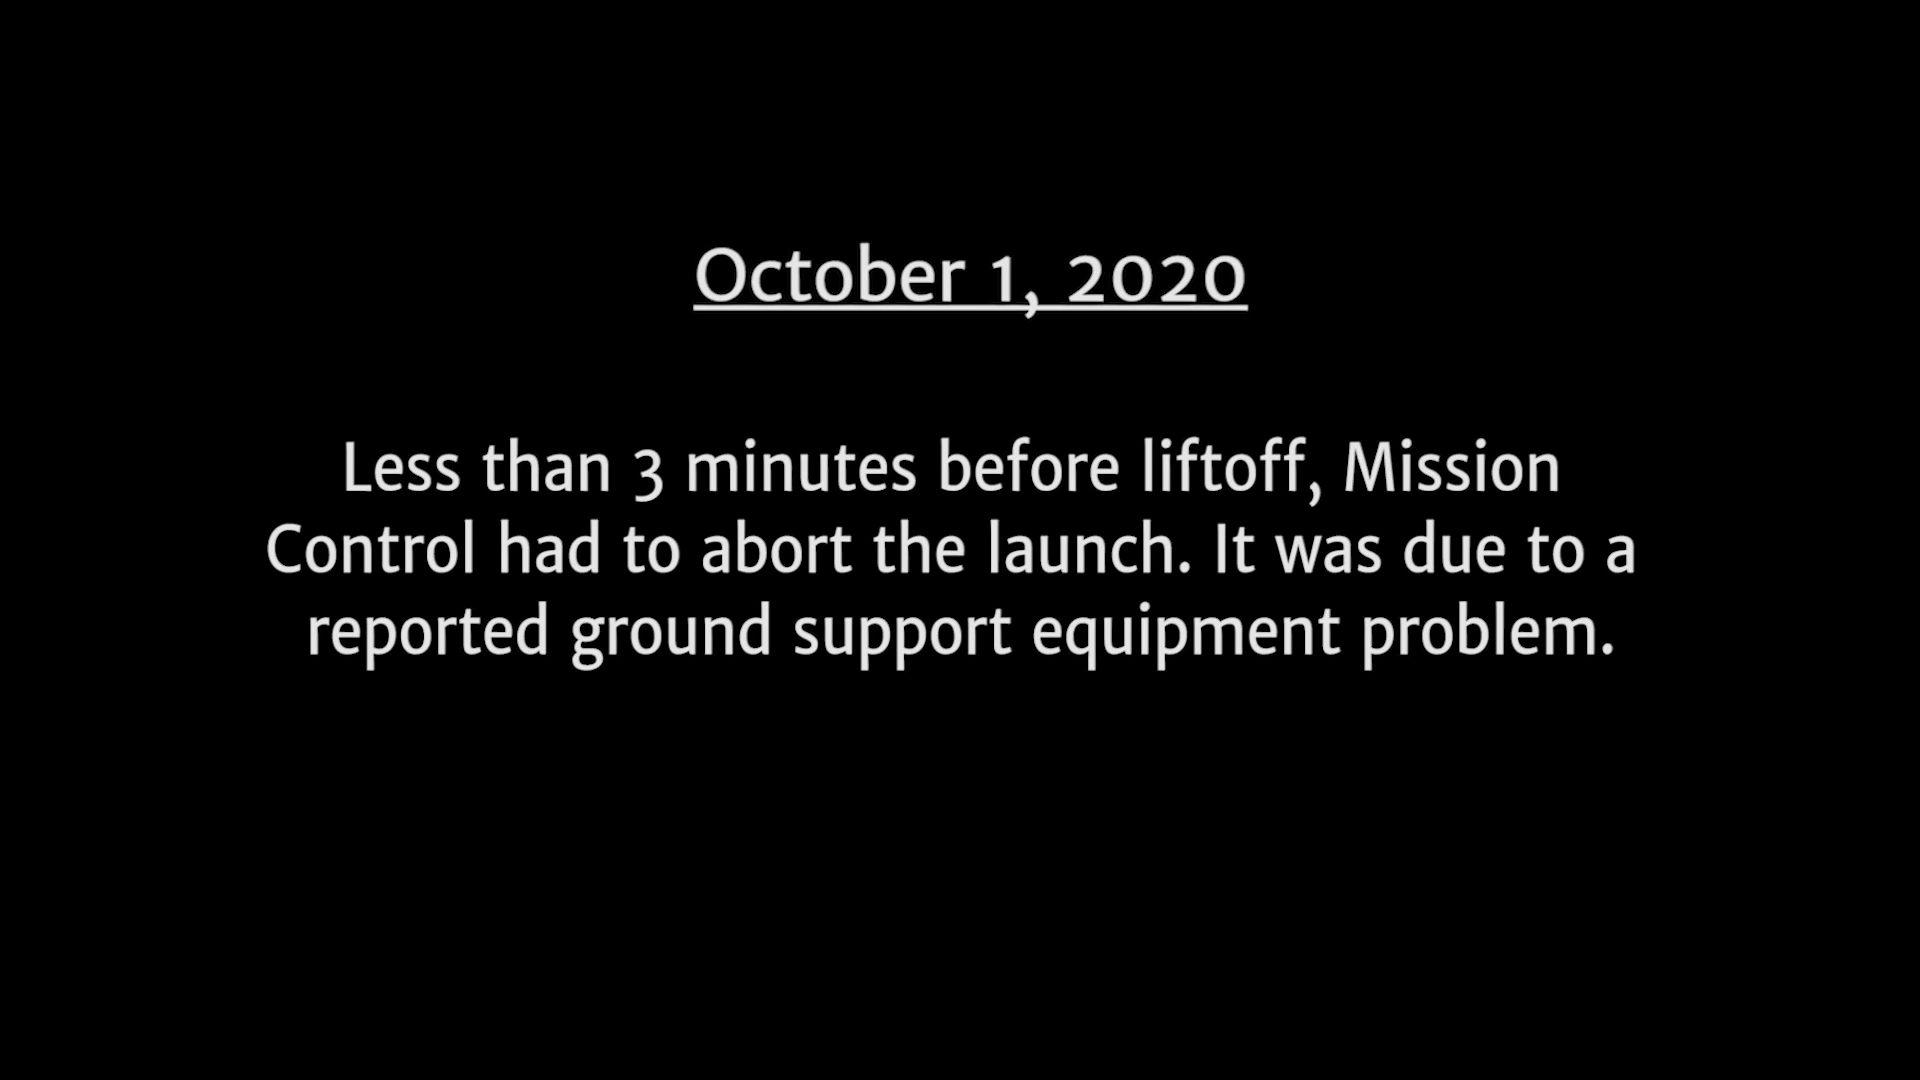 October 1, 2020
Less than 3 minutes before liftoff, Mission
Control had to abort the launch. It was due to a
reported ground support equipment problem.